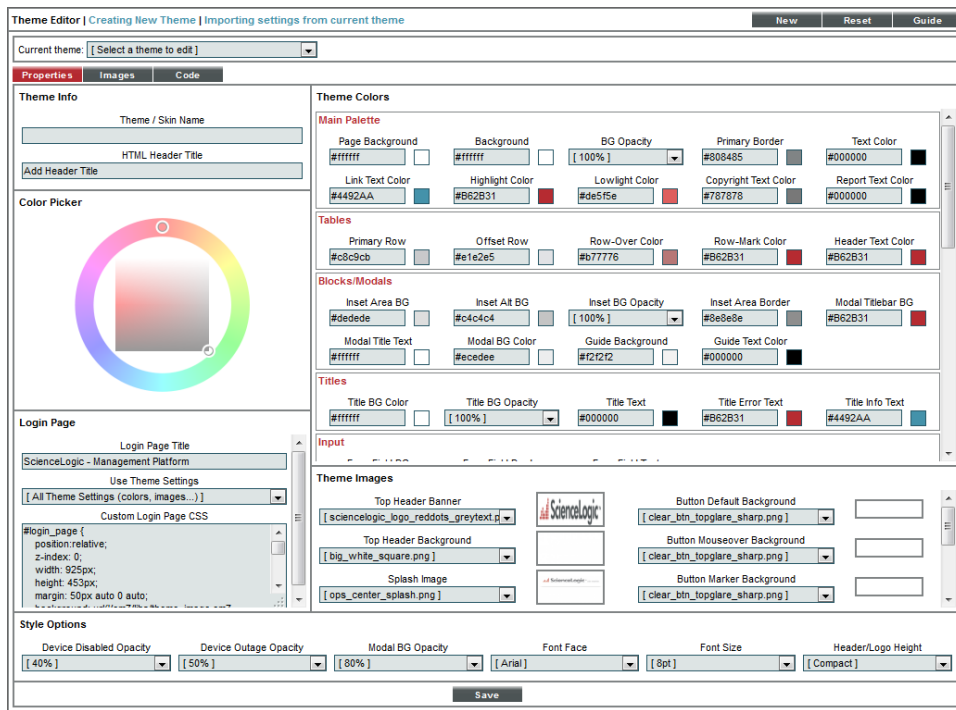 Theme Editor | Creating New Theme | Importing settings from current theme
New Reset Guide
Current theme: [ Select a theme to edit ]
Properties Images Code
Theme Info
Theme / Skin Name
HTML Header Title
Add Header Title
Color Picker
Login Page
Login Page Title
ScienceLogic - Management Platform
Use Theme Settings
[ All Theme Settings (colors, images...) ]
Custom Login Page CSS
#login_page {
position:relative;
z-index: 0;
width: 925px;
height: 453px;
margin: 50px auto 0 auto;
Theme Colors
Main Palette
Page Background Background BG Opacity Primary Border Text Color
#ffffff #ffffff [ 100% ] #808485 #000000
Link Text Color Highlight Color Lowlight Color Copyright Text Color Report Text Color
#4492AA #B62B31 #de5f5e #787878 #000000
Tables
Primary Row Offset Row Row-Over Color Row-Mark Color Header Text Color
#c8c9cb #e1e2e5 #b77776 #B62B31 #B62B31
Blocks/Modals
Inset Area BG Inset Alt BG Inset BG Opacity Inset Area Border Modal Titlebar BG
#dedede #c4c4c4 [ 100% ] #8e8e8e #B62B31
Modal Title Text Modal BG Color Guide Background Guide Text Color
#ffffff #ecedee #f2f2f2 #000000
Titles
Title BG Color Title BG Opacity Title Text Title Error Text Title Info Text
#ffffff [ 100% ] #000000 #B62B31 #4492AA
Input
Theme Images
Top Header Banner Button Default Background
[ sciencelogic_logo_reddots_greytext.p ScienceLogic [ clear_btn_topglare_sharp.png ]
Top Header Background Button Mouseover Background
[ big_white_square.png ] [ clear_btn_topglare_sharp.png ]
Splash Image Button Marker Background
[ ops_center_splash.png ] ScienceLogic [ clear_btn_topglare_sharp.png ]
Style Options
Device Disabled Opacity Device Outage Opacity Modal BG Opacity Font Face Font Size Header/Logo Height
[ 40% ] [ 50% ] [ 80% ] [ Arial ] [ 8pt ] [ Compact ]
Save